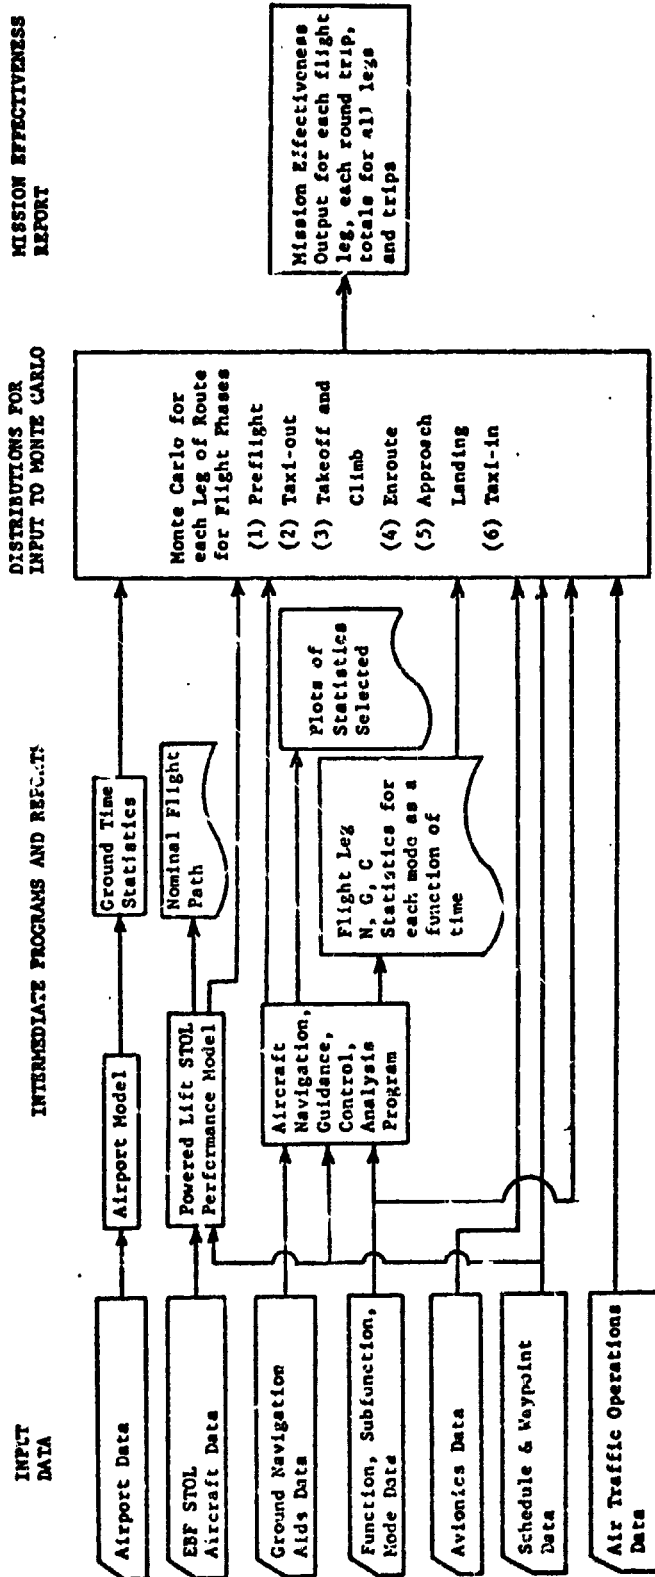 INPUT
DATA
INTERMEDIATE PROGRAMS AND REPORTS
DISTRIBUTIONS FOR
INPUT TO MONTE CARLO
MISSION EFFECTIVENESS
REPORT
Airport Data
EBF STOL
Aircraft Data
Ground Navigation
Aids Data
Function, Subfunction,
Mode Data
Avionics Data
Schedule & Waypoint
Data
Air Traffic Operations
Data
Airport Model
Powered Lift STOL
Performance Model
Aircraft
Navigation,
Guidance,
Control,
Analysis
Program
Ground Time
Statistics
Nominal Flight
Path
Plots of
Statistics
Selected
Flight Leg
N, G, C
Statistics for
each mode as a
function of
time
Monte Carlo for
each Leg of Route
for Flight Phases
(1) Preflight
(2) Taxi-out
(3) Takeoff and
Climb
(4) Enroute
(5) Approach
Landing
(6) Taxi-in
Mission Effectiveness
Output for each flight
leg, each round trip,
totals for all legs
and trips